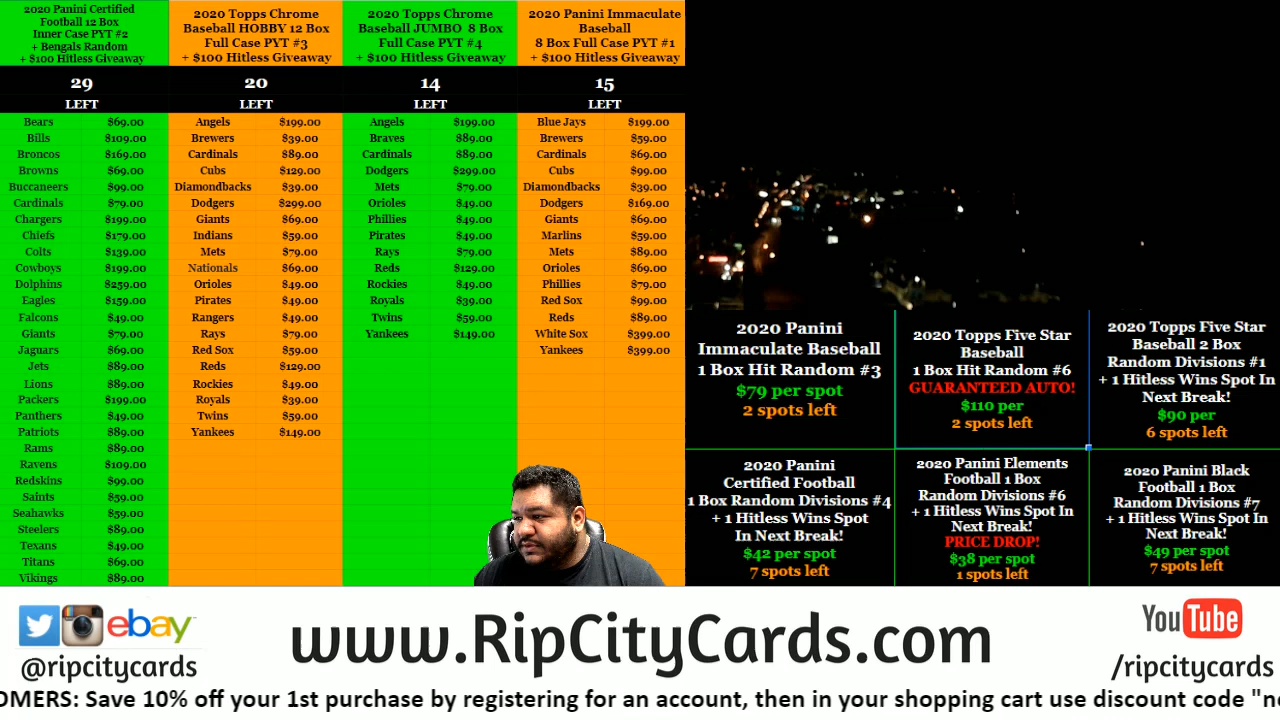 2020 Panini Certified
Football 12 Box
Inner Case PYT #2
+ Bengals Random
+ $100 Hitless Giveaway
29
LEFT
Bears $69.00
Bills $109.00
Broncos $169.00
Browns $69.00
Buccaneers $99.00
Cardinals $79.00
Chargers $199.00
Chiefs $179.00
Colts $139.00
Cowboys $199.00
Dolphins $259.00
Eagles $159.00
Falcons $49.00
Giants $79.00
Jaguars $69.00
Jets $89.00
Lions $89.00
Packers $199.00
Panthers $49.00
Patriots $89.00
Rams $89.00
Ravens $109.00
Redskins $99.00
Saints $59.00
Seahawks $59.00
Steelers $89.00
Texans $49.00
Titans $69.00
Vikings $89.00
2020 Topps Chrome
Baseball HOBBY 12 Box
Full Case PYT #3
+ $100 Hitless Giveaway
20
LEFT
Angels $199.00
Brewers $39.00
Cardinals $89.00
Cubs $129.00
Diamondbacks $39.00
Dodgers $299.00
Giants $69.00
Indians $59.00
Mets $79.00
Nationals $69.00
Orioles $49.00
Pirates $49.00
Rangers $49.00
Rays $79.00
Red Sox $59.00
Reds $129.00
Rockies $49.00
Royals $39.00
Twins $59.00
Yankees $149.00
2020 Topps Chrome
Baseball JUMBO 8 Box
Full Case PYT #4
+ $100 Hitless Giveaway
14
LEFT
Angels $199.00
Braves $89.00
Cardinals $89.00
Dodgers $299.00
Mets $79.00
Orioles $49.00
Phillies $49.00
Pirates $49.00
Rays $79.00
Reds $129.00
Rockies $49.00
Royals $39.00
Twins $59.00
Yankees $149.00
2020 Panini Immaculate
Baseball
8 Box Full Case PYT #1
+ $100 Hitless Giveaway
15
LEFT
Blue Jays $199.00
Brewers $59.00
Cardinals $69.00
Cubs $99.00
Diamondbacks $39.00
Dodgers $169.00
Giants $69.00
Marlins $59.00
Mets $89.00
Orioles $69.00
Phillies $79.00
Red Sox $99.00
Reds $89.00
White Sox $399.00
Yankees $399.00
2020 Panini
Immaculate Baseball
1 Box Hit Random #3
$79 per spot
2 spots left
2020 Topps Five Star
Baseball
1 Box Hit Random #6
GUARANTEED AUTO!
$110 per
2 spots left
2020 Topps Five Star
Baseball 2 Box
Random Divisions #1
+ 1 Hitless Wins Spot In
Next Break!
$90 per
6 spots left
2020 Panini
Certified Football
1 Box Random Divisions #4
+ 1 Hitless Wins Spot
In Next Break!
$42 per spot
7 spots left
2020 Panini Elements
Football 1 Box
Random Divisions #6
+ 1 Hitless Wins Spot In
Next Break!
PRICE DROP!
$38 per spot
1 spots left
2020 Panini Black
Football 1 Box
Random Divisions #7
+ 1 Hitless Wins Spot In
Next Break!
$49 per spot
7 spots left
ebay
@ripcitycards
www.RipCityCards.com
YouTube
/ripcitycards
OMERS: Save 10% off your 1st purchase by registering for an account, then in your shopping cart use discount code "n